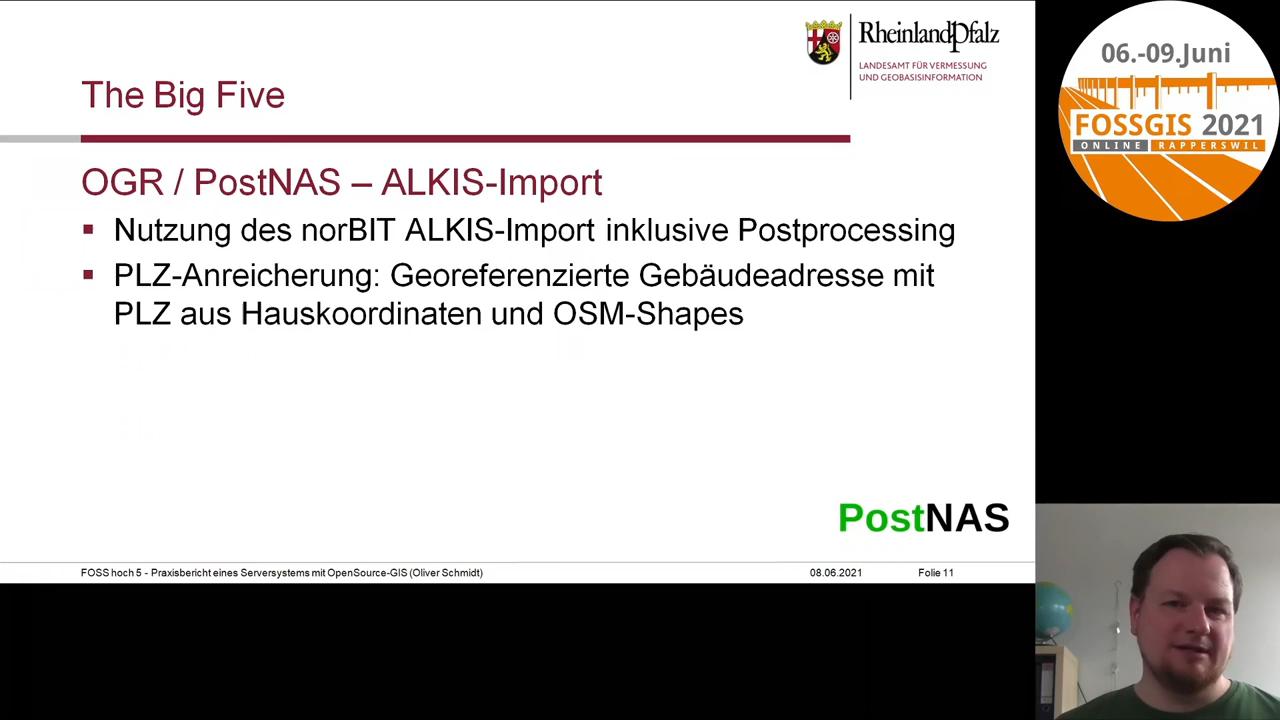 RheinlandPfalz
LANDESAMT FÜR VERMESSUNG
UND GEOBASISINFORMATION
06.-09.Juni
FOSSGIS 2021
ONLINE RAPPERSWIL
The Big Five
OGR / PostNAS – ALKIS-Import
▪ Nutzung des norBIT ALKIS-Import inklusive Postprocessing
▪ PLZ-Anreicherung: Georeferenzierte Gebäudeadresse mit
PLZ aus Hauskoordinaten und OSM-Shapes
PostNAS
FOSS hoch 5 - Praxisbericht eines Serversystems mit OpenSource-GIS (Oliver Schmidt)
08.06.2021
Folie 11